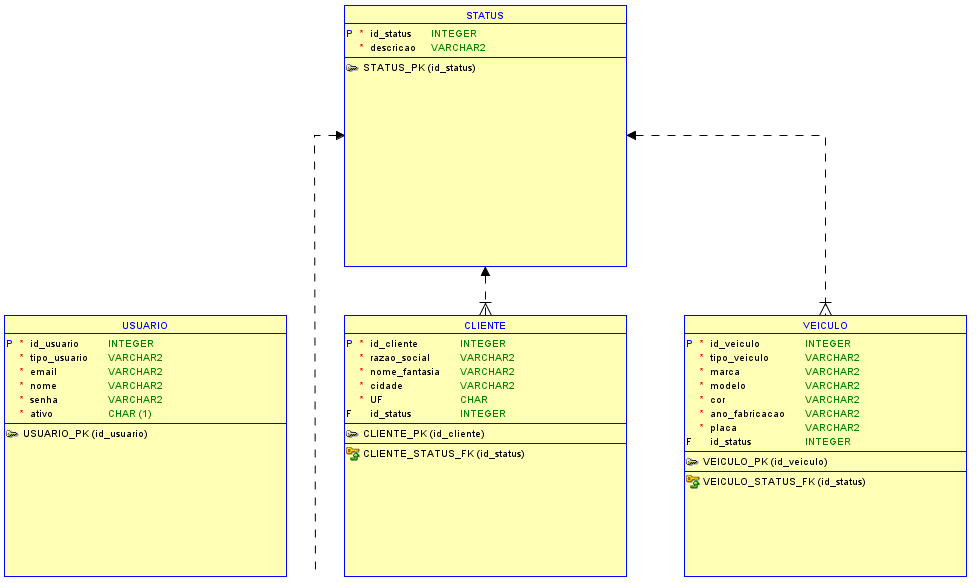 STATUS
P * id_status INTEGER
* descricao VARCHAR2
STATUS_PK (id_status)
USUARIO
P * id_usuario INTEGER
* tipo_usuario VARCHAR2
* email VARCHAR2
* nome VARCHAR2
* senha VARCHAR2
* ativo CHAR (1)
USUARIO_PK (id_usuario)
CLIENTE
P * id_cliente INTEGER
* razao_social VARCHAR2
* nome_fantasia VARCHAR2
* cidade VARCHAR2
* UF CHAR
F id_status INTEGER
CLIENTE_PK (id_cliente)
CLIENTE_STATUS_FK (id_status)
VEICULO
P * id_veiculo INTEGER
* tipo_veiculo VARCHAR2
* marca VARCHAR2
* modelo VARCHAR2
* cor VARCHAR2
* ano_fabricacao VARCHAR2
* placa VARCHAR2
F id_status INTEGER
VEICULO_PK (id_veiculo)
VEICULO_STATUS_FK (id_status)